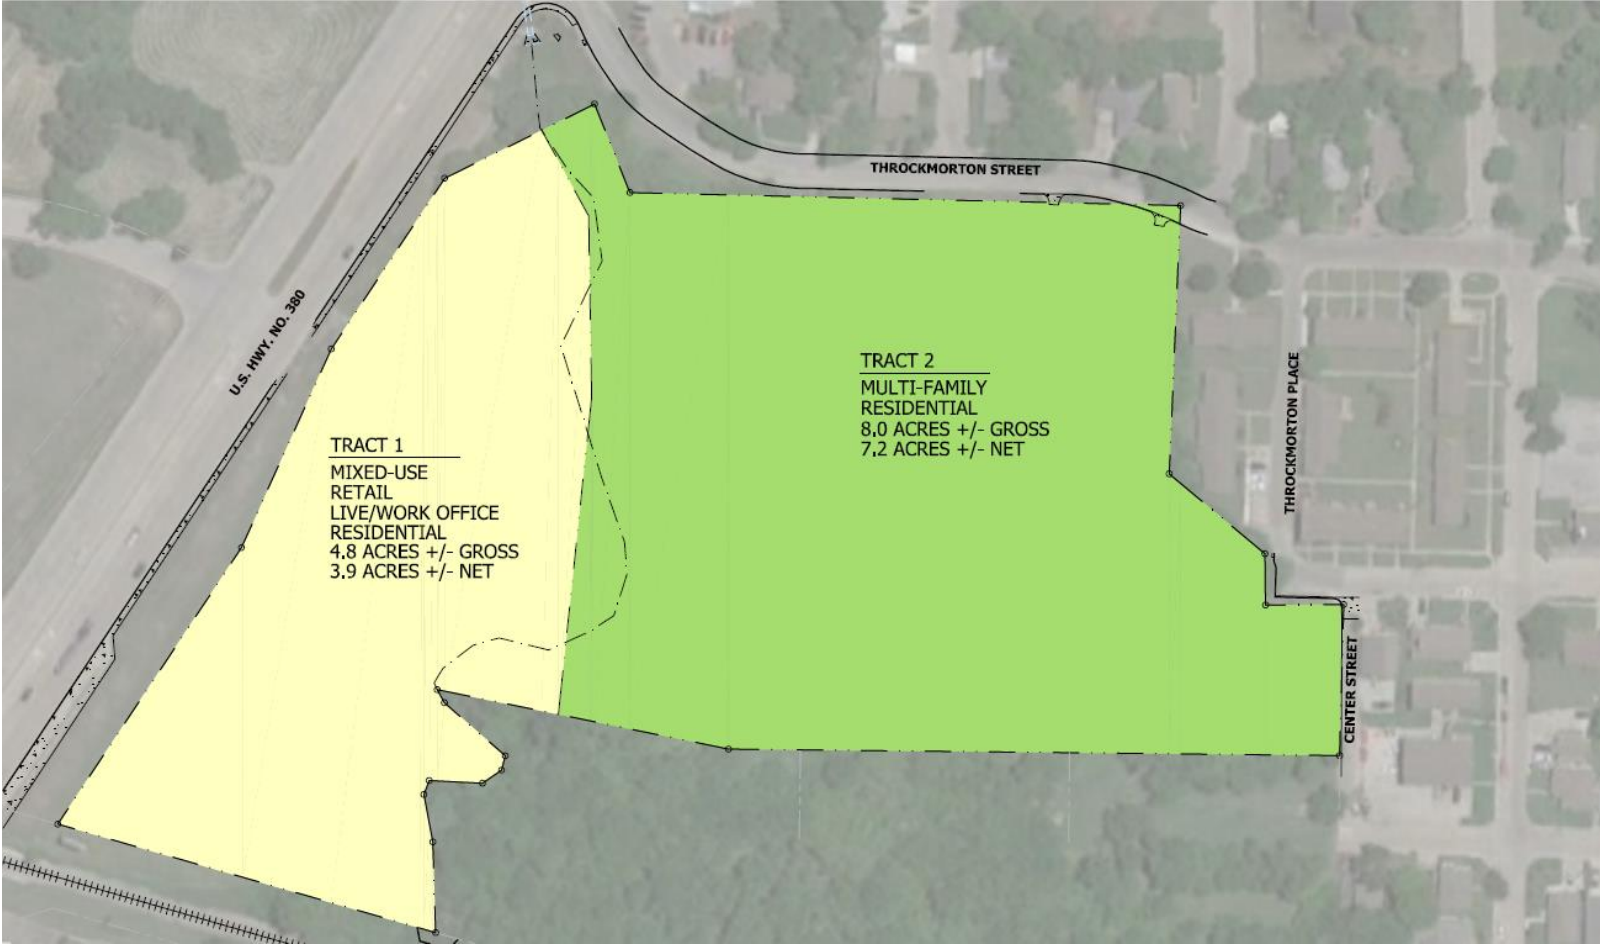 THROCKMORTON STREET
U.S. HWY. NO. 380
TRACT 2
MULTI-FAMILY
RESIDENTIAL
8.0 ACRES +/- GROSS
7.2 ACRES +/- NET
THROCKMORTON PLACE
TRACT 1
MIXED-USE
RETAIL
LIVE/WORK OFFICE
RESIDENTIAL
4.8 ACRES +/- GROSS
3.9 ACRES +/- NET
CENTER STREET